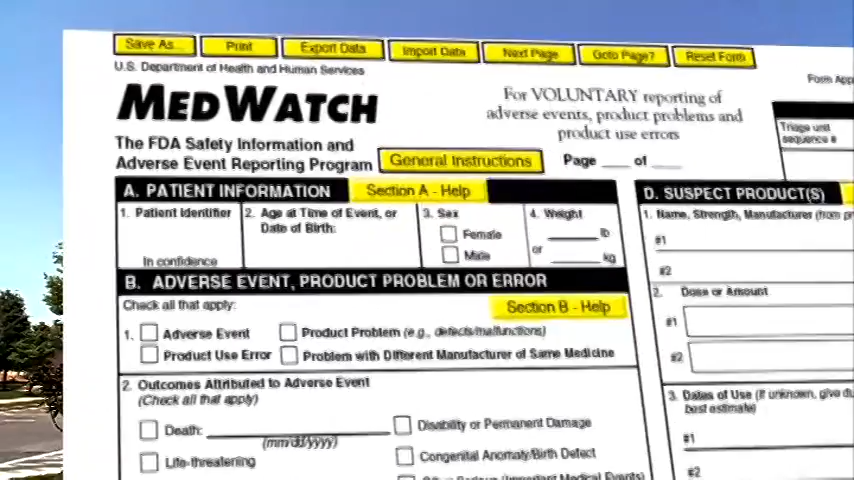 Save As...
Print
Export Data
Import Data
Next Page
Goto Page?
Reset Form
U.S. Department of Health and Human Services
Form App
MEDWATCH
The FDA Safety Information and
Adverse Event Reporting Program
General Instructions
For VOLUNTARY reporting of
adverse events, product problems and
product use errors
Page ___ of ___
Triage unit
sequence #
A. PATIENT INFORMATION
Section A - Help
1. Patient Identifier
In confidence
2. Age at Time of Event, or
Date of Birth:
3. Sex
Female
Male
4. Weight
lb
or
kg
B. ADVERSE EVENT, PRODUCT PROBLEM OR ERROR
Check all that apply:
Section B - Help
1. Adverse Event
Product Problem (e.g., defects/malfunctions)
Product Use Error
Problem with Different Manufacturer of Same Medicine
2. Outcomes Attributed to Adverse Event
(Check all that apply)
Death:
(mm/dd/yyyy)
Life-threatening
Disability or Permanent Damage
Congenital Anomaly/Birth Defect
(Important Medical Events)
D. SUSPECT PRODUCT(S)
1. Name, Strength, Manufacturer (from pr
#1
#2
2. Dose or Amount
#1
#2
3. Dates of Use (If unknown, give du
best estimate)
#1
#2